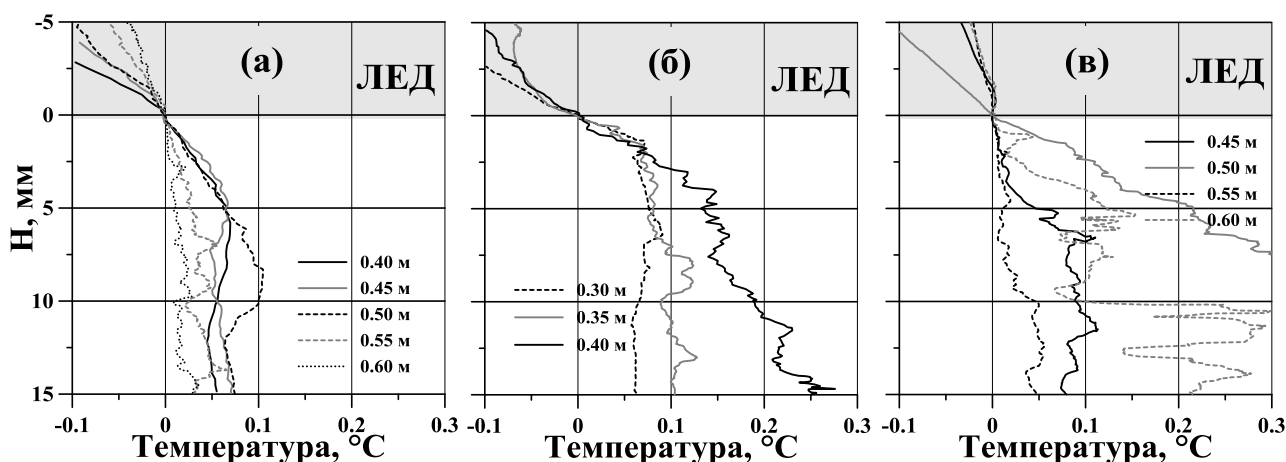 -5
0
5
10
15
Н, мм
(а)
ЛЕД
0.40 м
0.45 м
0.50 м
0.55 м
0.60 м
-0.1 0 0.1 0.2 0.3
Температура, °С
(б)
ЛЕД
0.30 м
0.35 м
0.40 м
-0.1 0 0.1 0.2 0.3
Температура, °С
(в)
ЛЕД
0.45 м
0.50 м
0.55 м
0.60 м
-0.1 0 0.1 0.2 0.3
Температура, °С